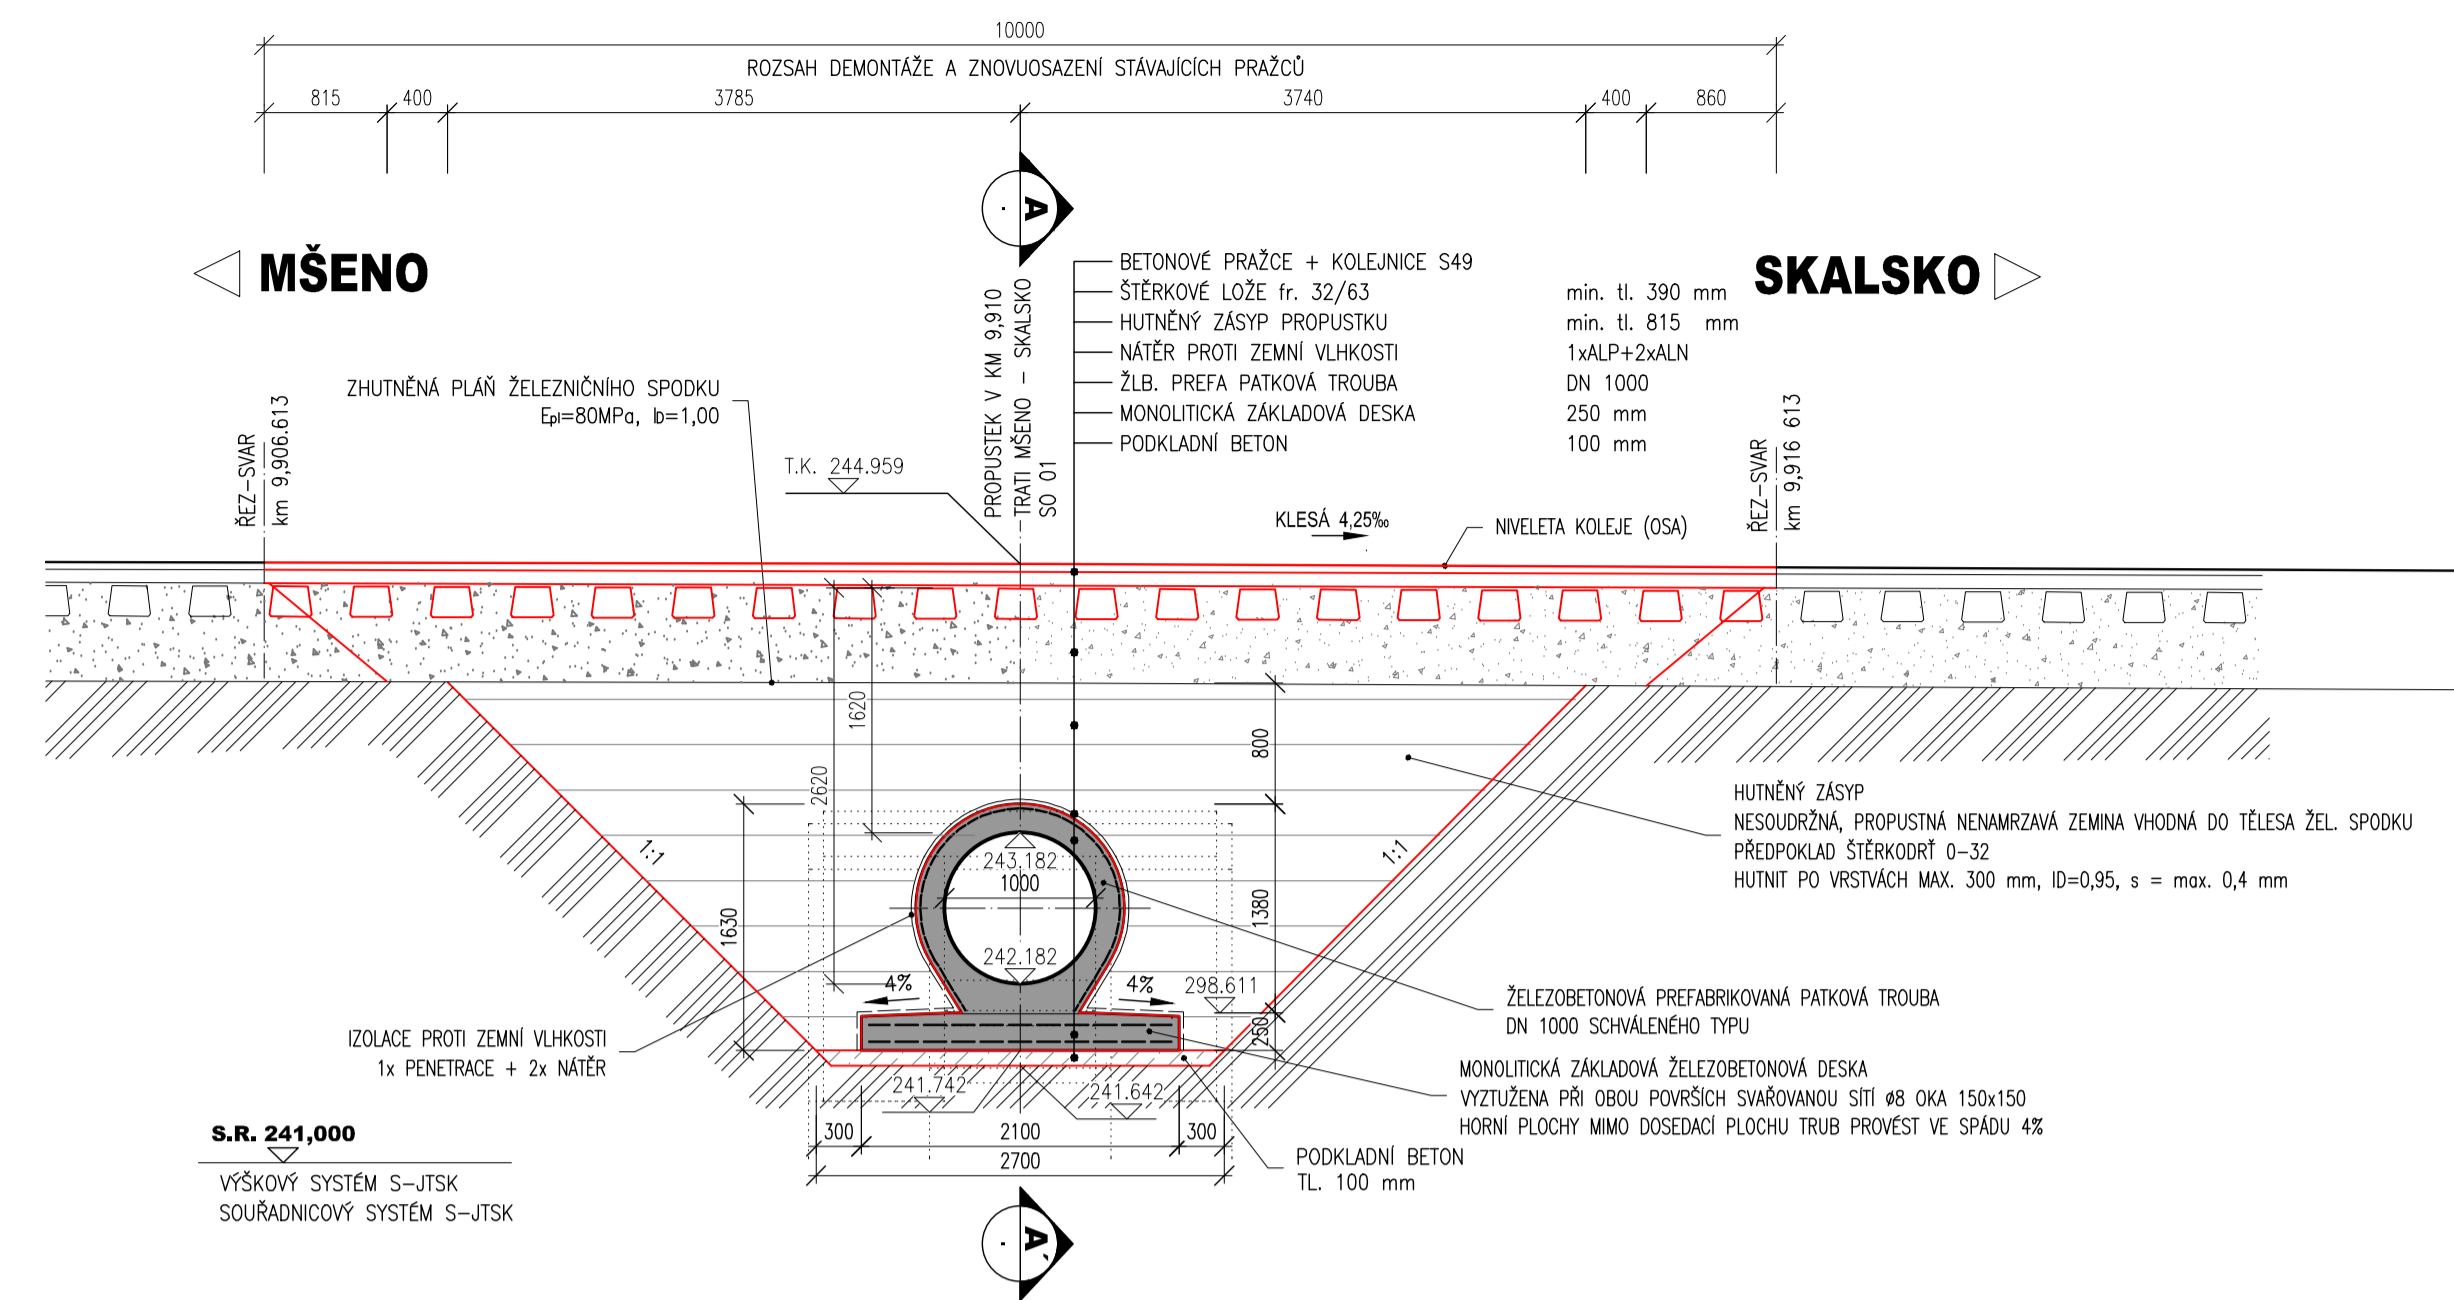 10000
ROZSAH DEMONTÁŽE A ZNOVUOSAZENÍ STÁVAJÍCÍCH PRAŽCŮ
815 400 3785 3740 400 860
A
MŠENO
SKALSKO
PROPUSTEK V KM 9,910
TRATI MŠENO – SKALSKO
SO 01
BETONOVÉ PRAŽCE + KOLEJNICE S49
ŠTĚRKOVÉ LOŽE fr. 32/63 min. tl. 390 mm
HUTNĚNÝ ZÁSYP PROPUSTKU min. tl. 815 mm
NÁTĚR PROTI ZEMNÍ VLHKOSTI 1xALP+2xALN
ŽLB. PREFA PATKOVÁ TROUBA DN 1000
MONOLITICKÁ ZÁKLADOVÁ DESKA 250 mm
PODKLADNÍ BETON 100 mm
ZHUTNĚNÁ PLÁŇ ŽELEZNIČNÍHO SPODKU
Epl=80MPa, ID=1,00
ŘEZ-SVAR
km 9,906.613
T.K. 244.959
KLESÁ 4,25‰
NIVELETA KOLEJE (OSA)
ŘEZ-SVAR
km 9,916 613
1620
2620
800
1630
1380
250
1:1
1:1
243.182
1000
242.182
4%
4%
298.611
HUTNĚNÝ ZÁSYP
NESOUDRŽNÁ, PROPUSTNÁ NENAMRZAVÁ ZEMINA VHODNÁ DO TĚLESA ŽEL. SPODKU
PŘEDPOKLAD ŠTĚRKODRŤ 0-32
HUTNIT PO VRSTVÁCH MAX. 300 mm, ID=0,95, s = max. 0,4 mm
ŽELEZOBETONOVÁ PREFABRIKOVANÁ PATKOVÁ TROUBA
DN 1000 SCHVÁLENÉHO TYPU
IZOLACE PROTI ZEMNÍ VLHKOSTI
1x PENETRACE + 2x NÁTĚR
MONOLITICKÁ ZÁKLADOVÁ ŽELEZOBETONOVÁ DESKA
VYZTUŽENA PŘI OBOU POVRŠÍCH SVAŘOVANOU SÍTÍ ø8 OKA 150x150
HORNÍ PLOCHY MIMO DOSEDACÍ PLOCHU TRUB PROVÉST VE SPÁDU 4%
241.742
241.642
300 2100 300
2700
PODKLADNÍ BETON
TL. 100 mm
S.R. 241,000
VÝŠKOVÝ SYSTÉM S-JTSK
SOUŘADNICOVÝ SYSTÉM S-JTSK
A´